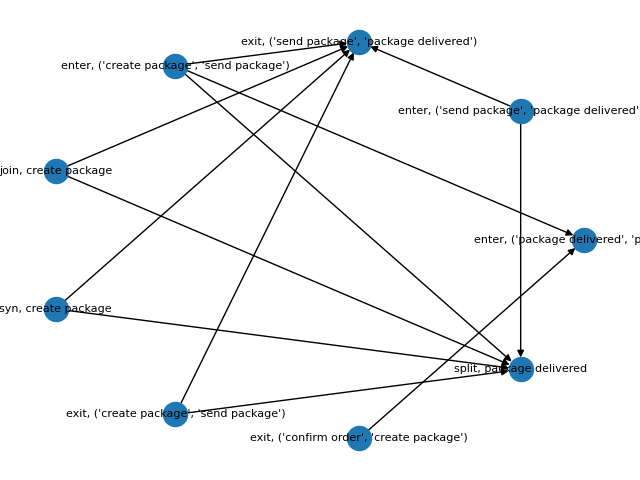 exit, ('send package', 'package delivered')
enter, ('create package', 'send package')
enter, ('send package', 'package delivered'
join, create package
enter, ('package delivered', 'p
syn, create package
split, package delivered
exit, ('create package', 'send package')
exit, ('confirm order', 'create package')